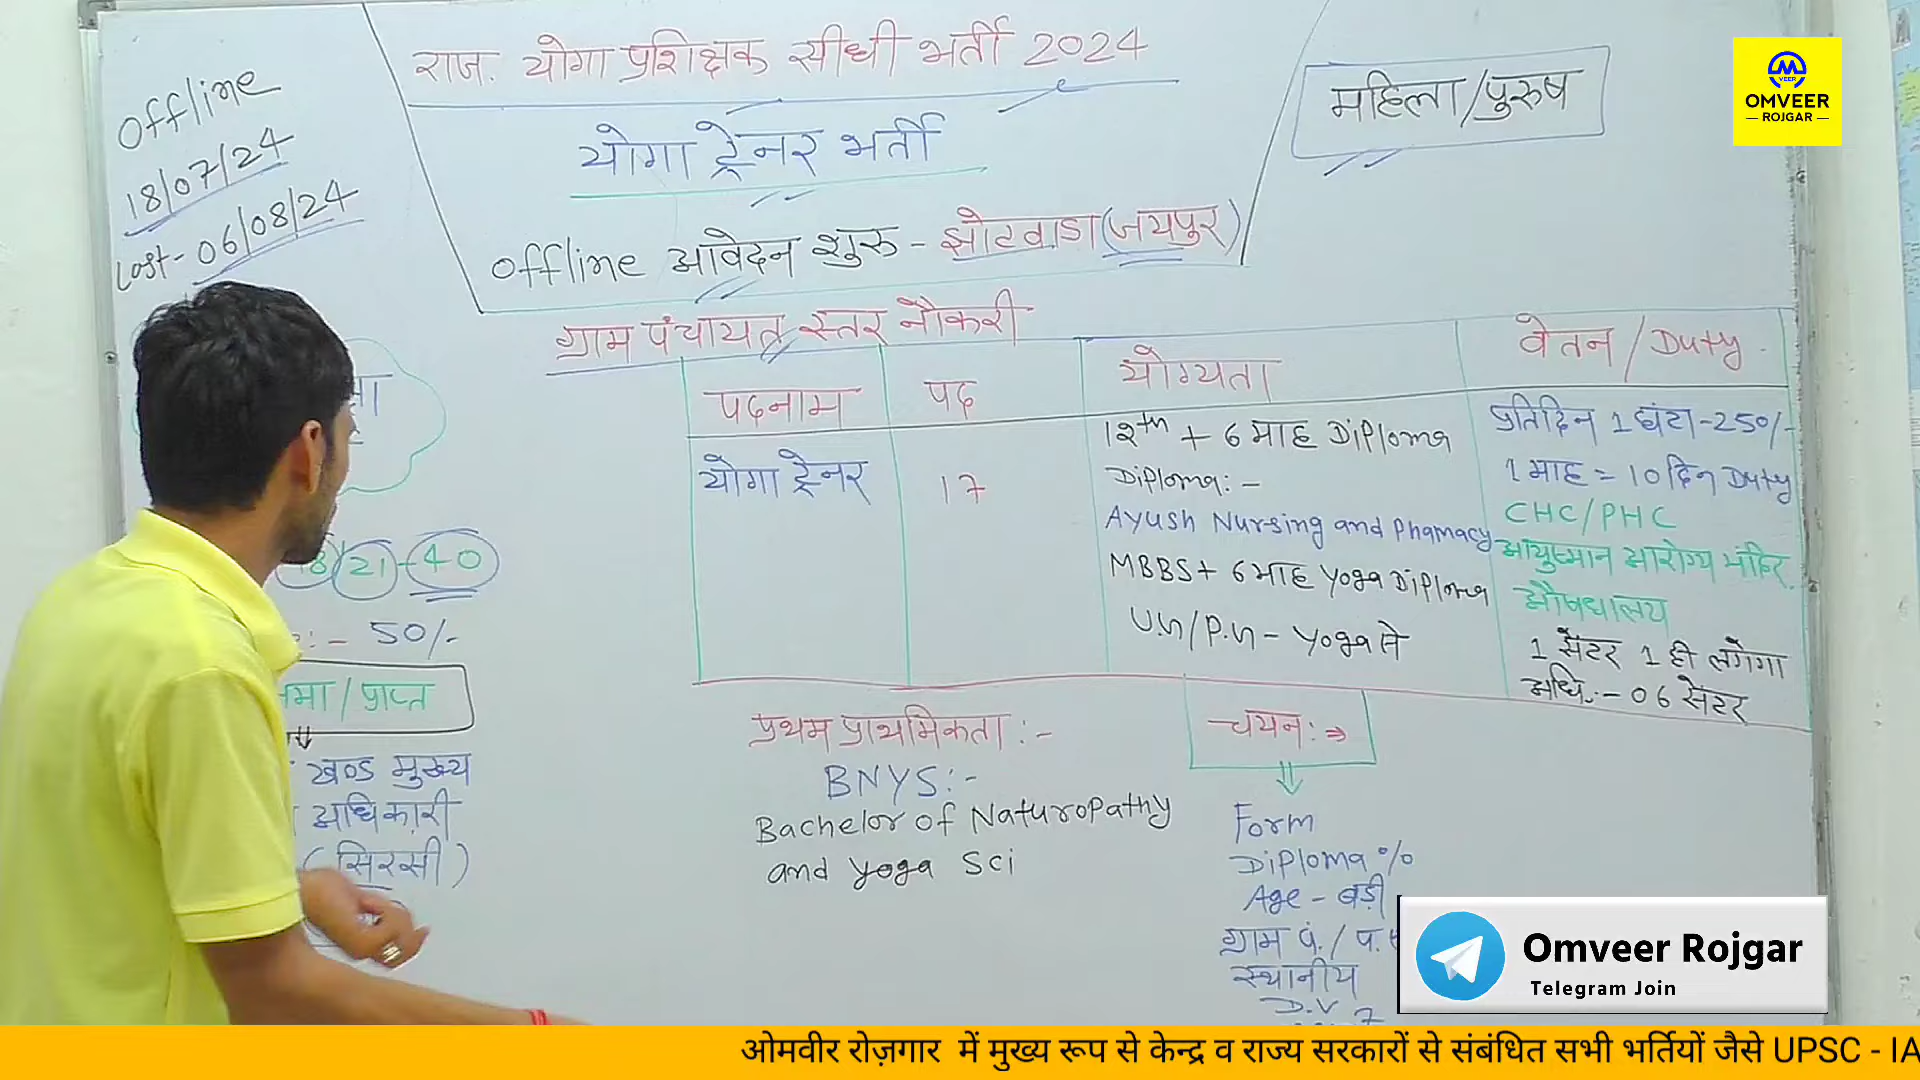 offline
18/07/24
Last- 06/08/24
राज. योगा प्रशिक्षक सीधी भर्ती 2024
योगा ट्रेनर भर्ती
offline आवेदन शुरु - झोटवाडा (जयपुर)
महिला/पुरुष
OMVEER
ROJGAR
ग्राम पंचायत स्तर नौकरी
पदनाम
पद
योग्यता
वेतन / Duty
योगा ट्रेनर
17
12th + 6 माह Diploma
Diploma: -
Ayush Nursing and Phamacy
MBBS + 6 माह Yoga Diploma
U.G/P.G - Yoga ते
प्रतिदिन 1 घंटा-250/-
1 माह = 10 दिन Duty
CHC/PHC
आयुष्मान आरोग्य मंदिर.
औषधालय
1 सेंटर 1 ही लगेगा
अधि.:- 06 सेंटर
21 - 40
:- 50/-
/ प्राप्त
खण्ड मुख्य
अधिकारी
(सिरसी)
प्रथम प्राथमिकता :-
BNYS:-
Bachelor of Naturopathy
and Yoga Sci
चयन: ⇒
Form
Diploma %
Age - बड़ी
ग्राम पं. / प.
स्थानीय
D.V
Omveer Rojgar
Telegram Join
ओमवीर रोज़गार में मुख्य रूप से केन्द्र व राज्य सरकारों से संबंधित सभी भर्तियों जैसे UPSC - IA